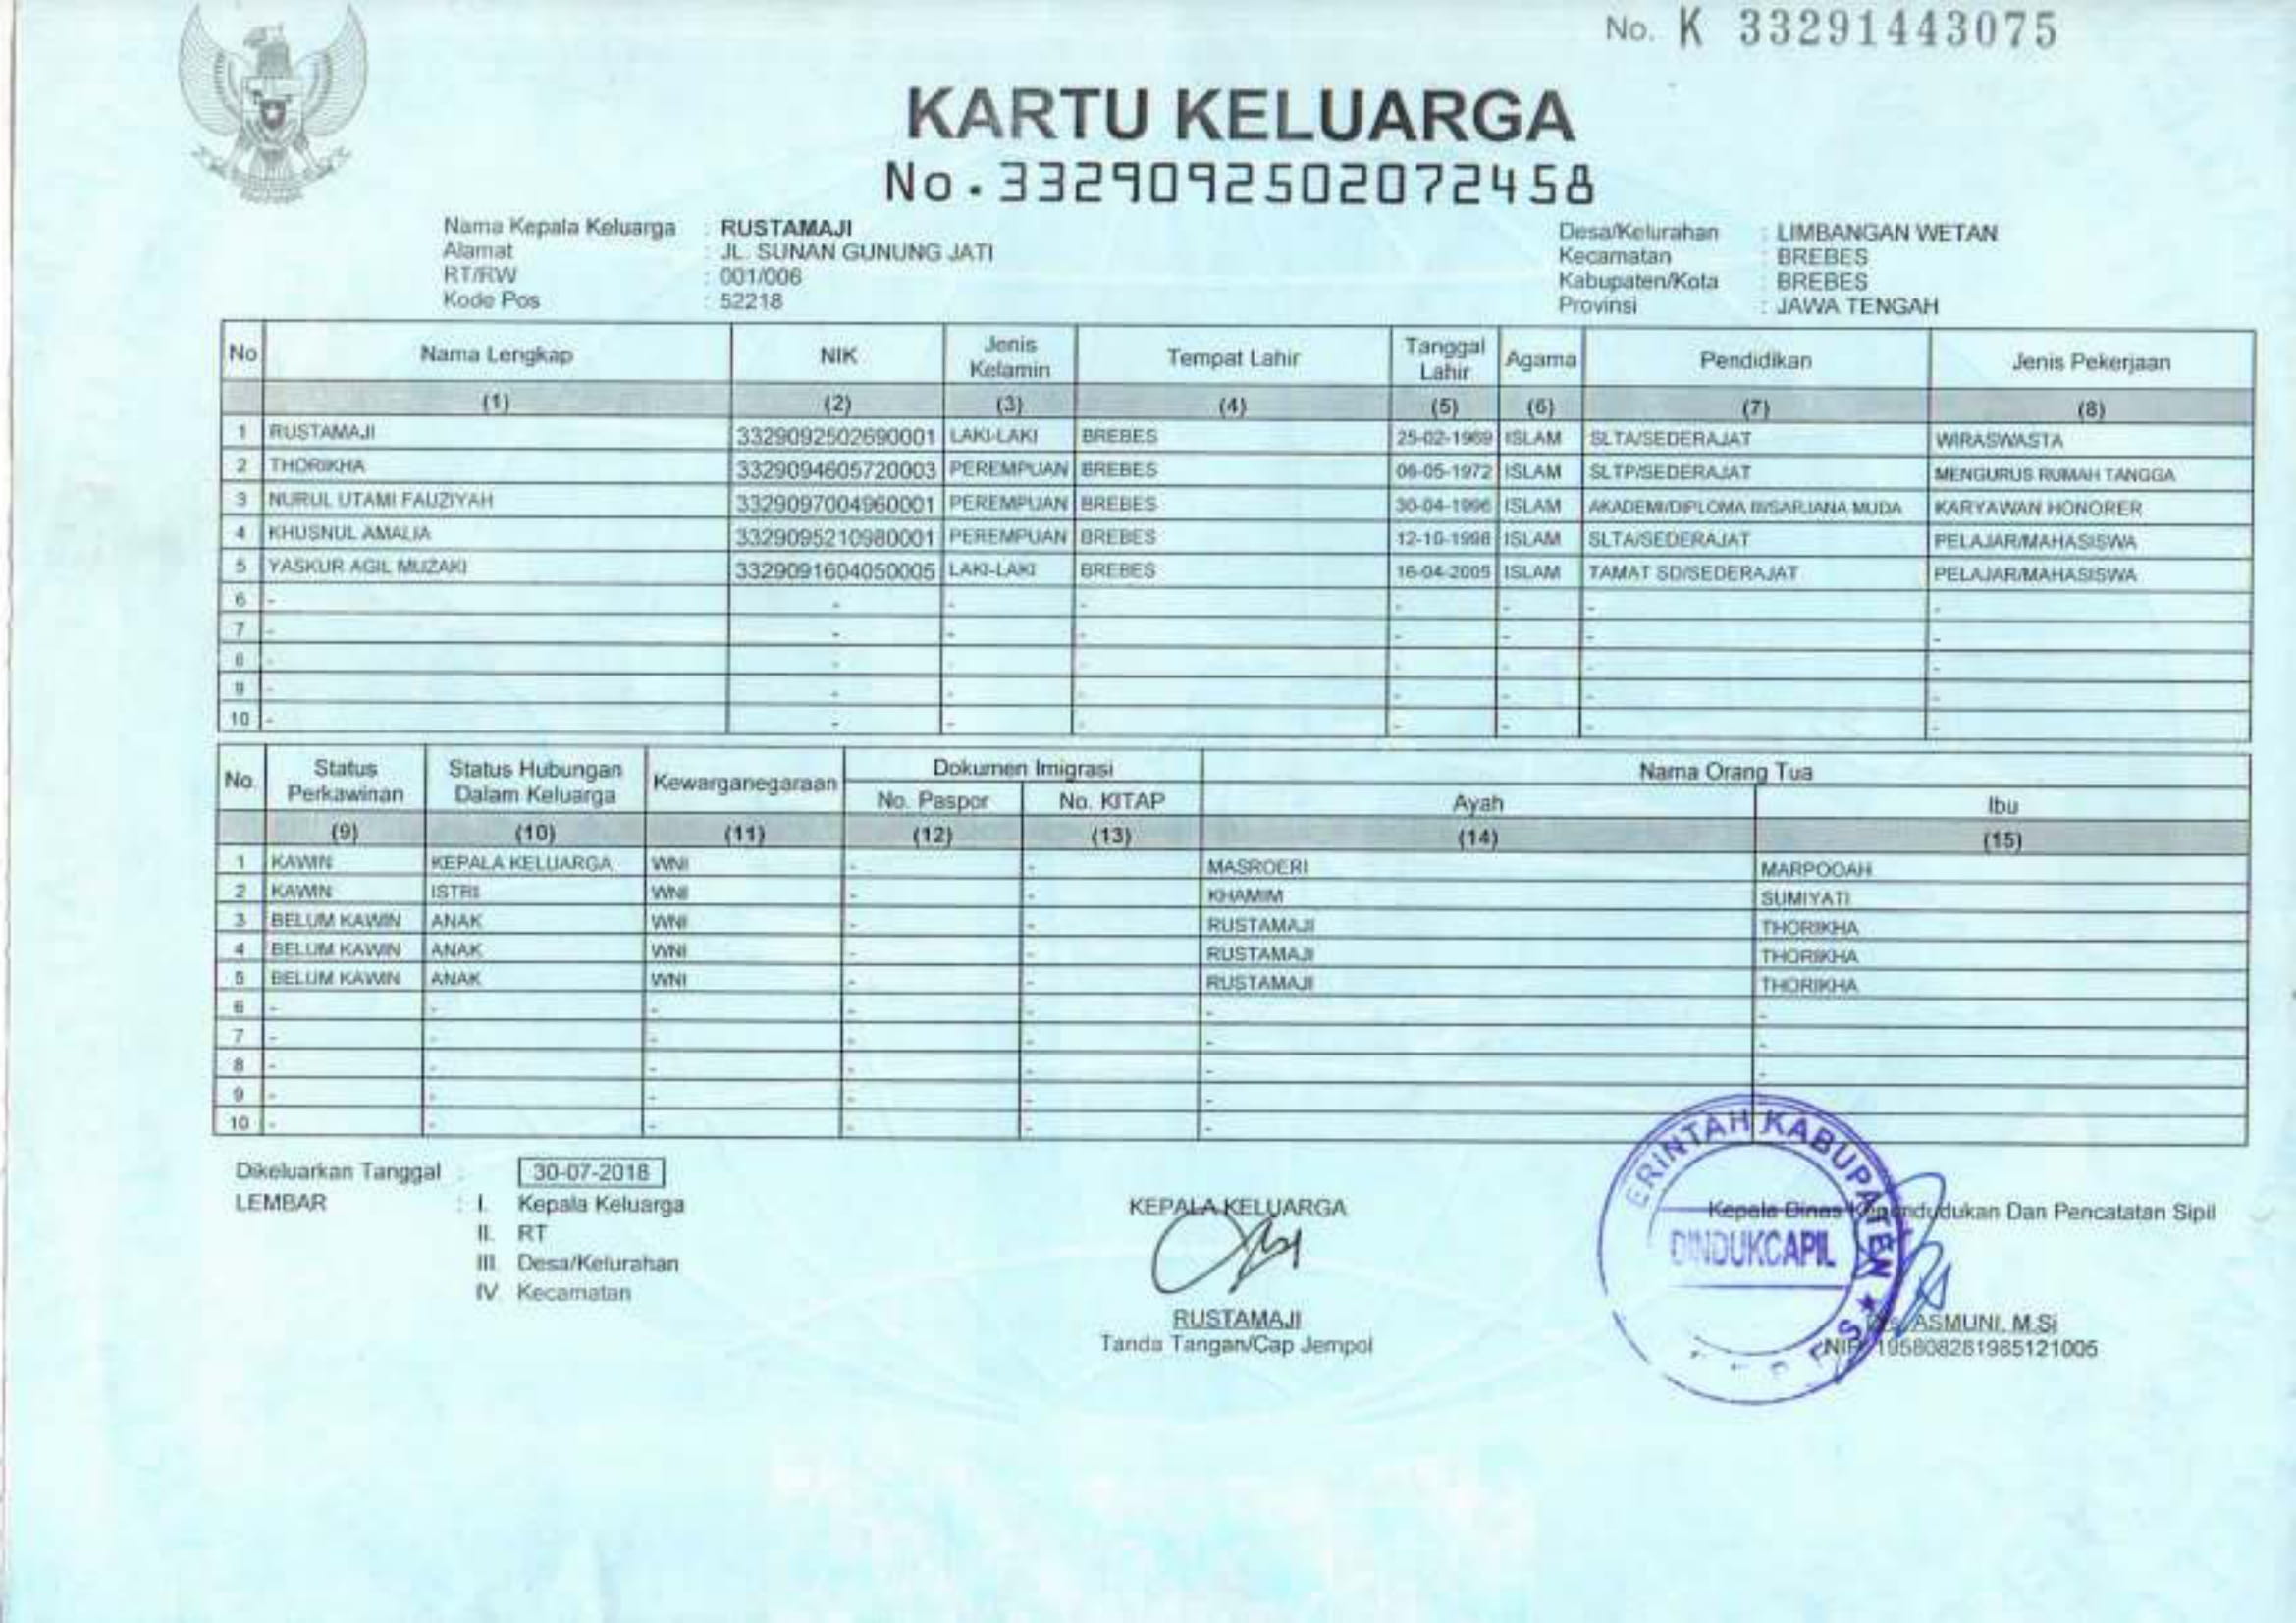 No. K 33291443075
KARTU KELUARGA
No.3329092502072458
Nama Kepala Keluarga : RUSTAMAJI
Alamat : JL. SUNAN GUNUNG JATI
RT/RW : 001/006
Kode Pos : 52218
Desa/Kelurahan : LIMBANGAN WETAN
Kecamatan : BREBES
Kabupaten/Kota : BREBES
Provinsi : JAWA TENGAH
No Nama Lengkap NIK Jenis Kelamin Tempat Lahir Tanggal Lahir Agama Pendidikan Jenis Pekerjaan
(1) (2) (3) (4) (5) (6) (7) (8)
1 RUSTAMAJI 3329092502690001 LAKI-LAKI BREBES 25-02-1969 ISLAM SLTA/SEDERAJAT WIRASWASTA
2 THORIKHA 3329094605720003 PEREMPUAN BREBES 06-05-1972 ISLAM SLTP/SEDERAJAT MENGURUS RUMAH TANGGA
3 NURUL UTAMI FAUZIYAH 3329097004960001 PEREMPUAN BREBES 30-04-1996 ISLAM AKADEMI/DIPLOMA III/SARJANA MUDA KARYAWAN HONORER
4 KHUSNUL AMALIA 3329095210980001 PEREMPUAN BREBES 12-10-1998 ISLAM SLTA/SEDERAJAT PELAJAR/MAHASISWA
5 YASKUR AGIL MUZAKI 3329091604050005 LAKI-LAKI BREBES 16-04-2005 ISLAM TAMAT SD/SEDERAJAT PELAJAR/MAHASISWA
6 - - - - - - - -
7 - - - - - - - -
8 - - - - - - - -
9 - - - - - - - -
10 - - - - - - - -
No. Status Perkawinan Status Hubungan Dalam Keluarga Kewarganegaraan Dokumen Imigrasi Nama Orang Tua
No. Paspor No. KITAP Ayah Ibu
(9) (10) (11) (12) (13) (14) (15)
1 KAWIN KEPALA KELUARGA WNI - - MASROERI MARPOOAH
2 KAWIN ISTRI WNI - - KHAMIM SUMIYATI
3 BELUM KAWIN ANAK WNI - - RUSTAMAJI THORIKHA
4 BELUM KAWIN ANAK WNI - - RUSTAMAJI THORIKHA
5 BELUM KAWIN ANAK WNI - - RUSTAMAJI THORIKHA
6 - - - - - - -
7 - - - - - - -
8 - - - - - - -
9 - - - - - - -
10 - - - - - - -
Dikeluarkan Tanggal : 30-07-2018
LEMBAR : I. Kepala Keluarga
II. RT
III. Desa/Kelurahan
IV. Kecamatan
KEPALA KELUARGA
RUSTAMAJI
Tanda Tangan/Cap Jempol
Kepala Dinas Kependudukan Dan Pencatatan Sipil
KABUPATEN
DINDUKCAPIL
ASMUNI, M.Si
NIP. 195808281985121005